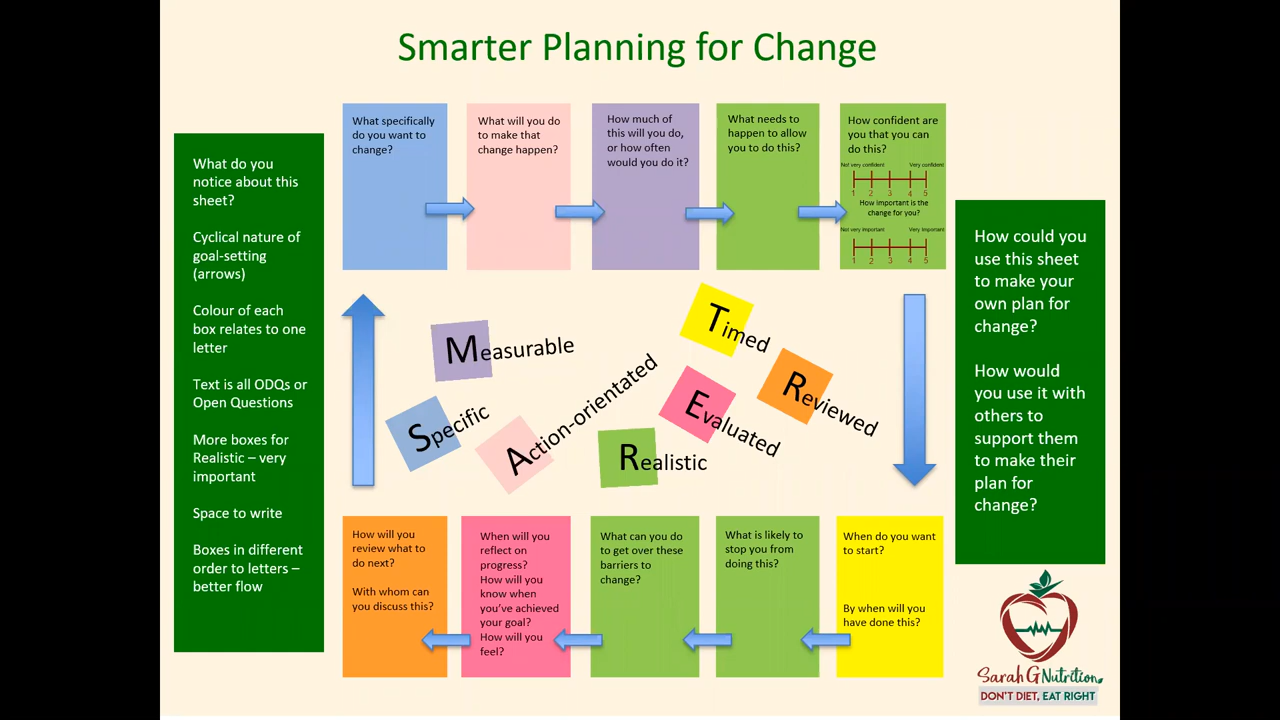 Smarter Planning for Change
What do you
notice about this
sheet?
Cyclical nature of
goal-setting
(arrows)
Colour of each
box relates to one
letter
Text is all ODQs or
Open Questions
More boxes for
Realistic – very
important
Space to write
Boxes in different
order to letters –
better flow
What specifically
do you want to
change?
What will you do
to make that
change happen?
How much of
this will you do,
or how often
would you do it?
What needs to
happen to allow
you to do this?
How confident are
you that you can
do this?
Not very confident Very confident
1 2 3 4 5
How important is the
change for you?
Not very important Very important
1 2 3 4 5
Specific
Measurable
Action-orientated
Realistic
Timed
Evaluated
Reviewed
When do you want
to start?
By when will you
have done this?
What is likely to
stop you from
doing this?
What can you do
to get over these
barriers to
change?
When will you
reflect on
progress?
How will you
know when
you’ve achieved
your goal?
How will you
feel?
How will you
review what to
do next?
With whom can
you discuss this?
How could you
use this sheet
to make your
own plan for
change?
How would
you use it with
others to
support them
to make their
plan for
change?
Sarah G Nutrition
DON'T DIET, EAT RIGHT